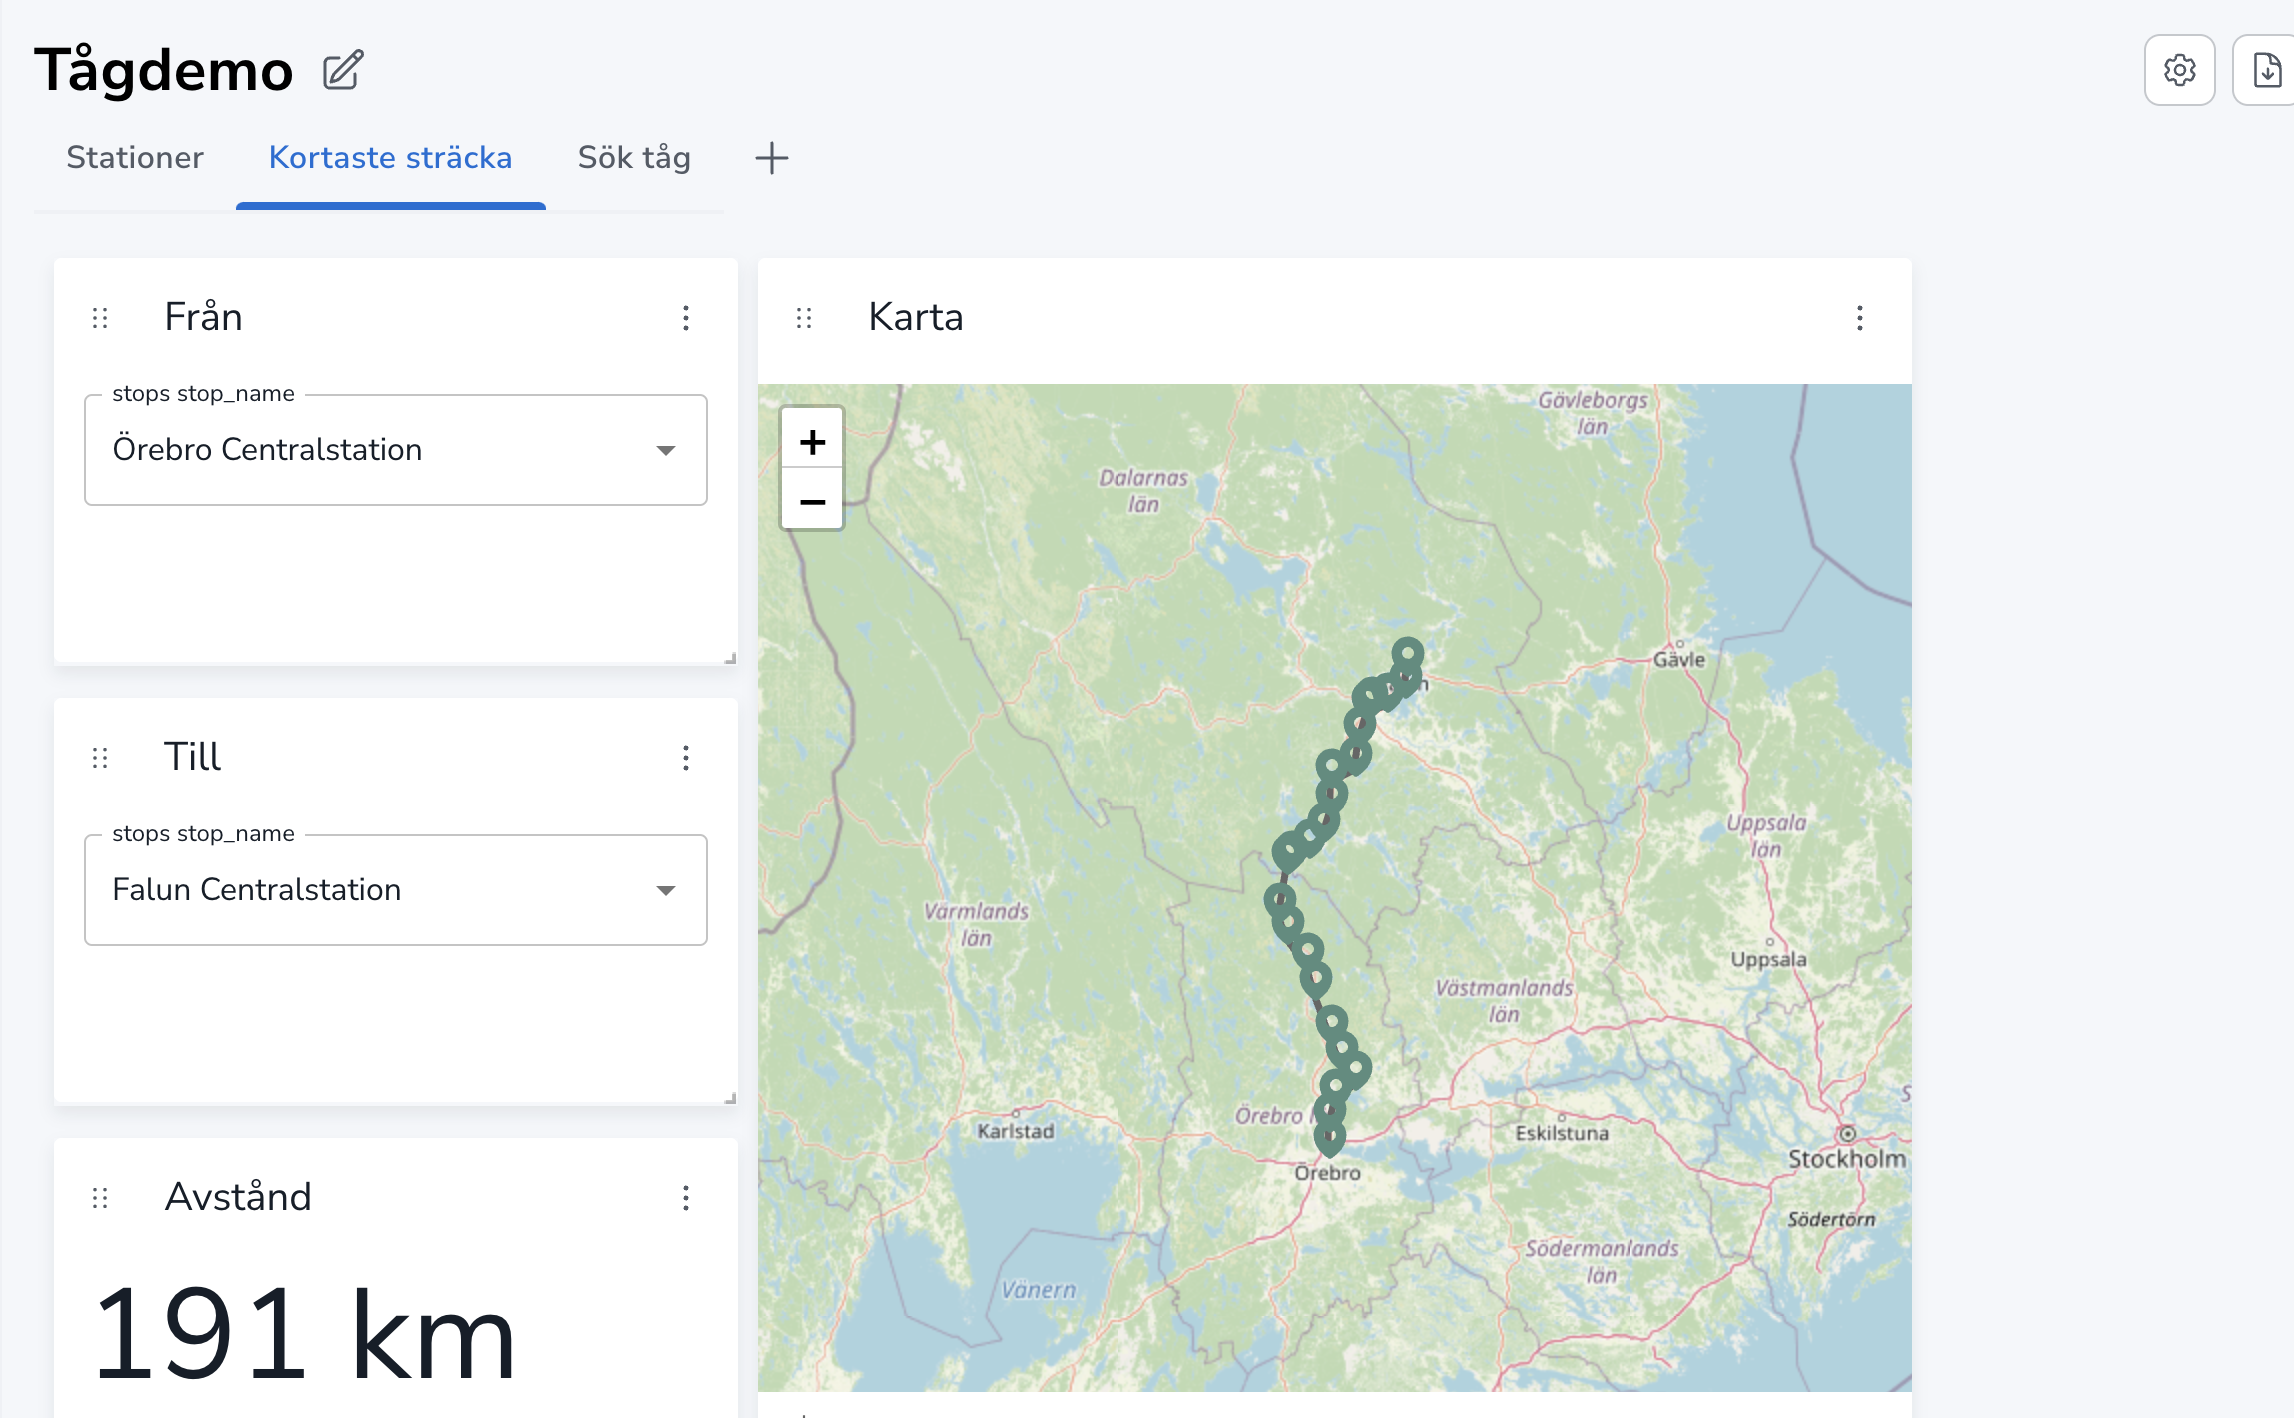 Tågdemo
Stationer
Kortaste sträcka
Sök tåg
Från
stops stop_name
Örebro Centralstation
Till
stops stop_name
Falun Centralstation
Avstånd
191 km
Karta
+
−
Gävleborgs
län
Dalarnas
län
Gävle
Uppsala
län
Värmlands
län
Uppsala
Västmanlands
län
Örebro
Karlstad
Eskilstuna
Stockholm
Örebro
Södertörn
Södermanlands
län
Vänern